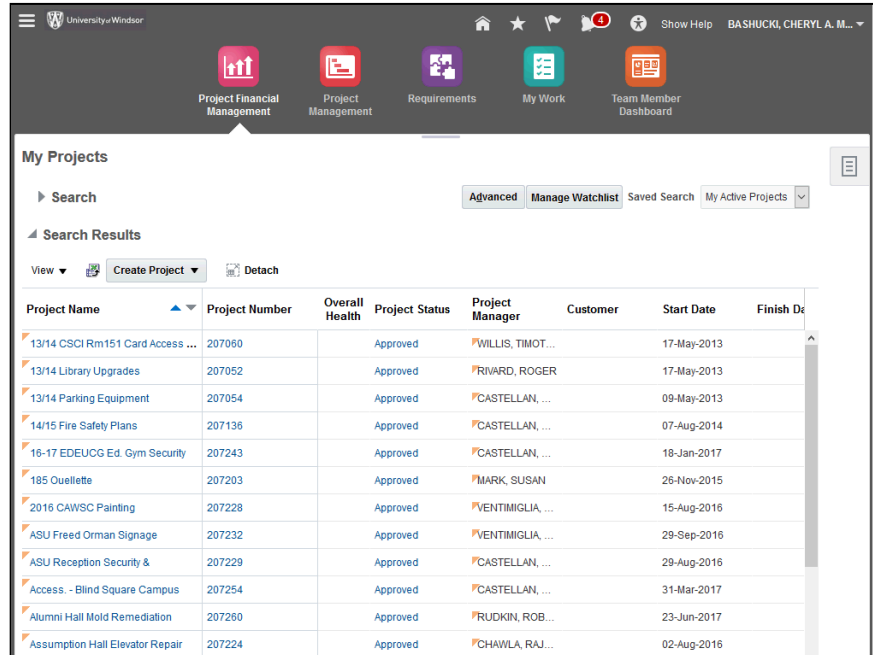 University of Windsor
4
Show Help
BASHUCKI, CHERYL A. M...
Project Financial Management
Project Management
Requirements
My Work
Team Member Dashboard
My Projects
Search
Advanced Manage Watchlist Saved Search My Active Projects
Search Results
View Create Project Detach
Project Name Project Number Overall Health Project Status Project Manager Customer Start Date Finish Da
13/14 CSCI Rm151 Card Access ... 207060 Approved WILLIS, TIMOT... 17-May-2013
13/14 Library Upgrades 207052 Approved RIVARD, ROGER 17-May-2013
13/14 Parking Equipment 207054 Approved CASTELLAN, ... 09-May-2013
14/15 Fire Safety Plans 207136 Approved CASTELLAN, ... 07-Aug-2014
16-17 EDEUCG Ed. Gym Security 207243 Approved CASTELLAN, ... 18-Jan-2017
185 Ouellette 207203 Approved MARK, SUSAN 26-Nov-2015
2016 CAWSC Painting 207228 Approved VENTIMIGLIA, ... 15-Aug-2016
ASU Freed Orman Signage 207232 Approved VENTIMIGLIA, ... 29-Sep-2016
ASU Reception Security & 207229 Approved CASTELLAN, ... 29-Aug-2016
Access. - Blind Square Campus 207254 Approved CASTELLAN, ... 31-Mar-2017
Alumni Hall Mold Remediation 207260 Approved RUDKIN, ROB... 23-Jun-2017
Assumption Hall Elevator Repair 207224 Approved CHAWLA, RAJ... 02-Aug-2016